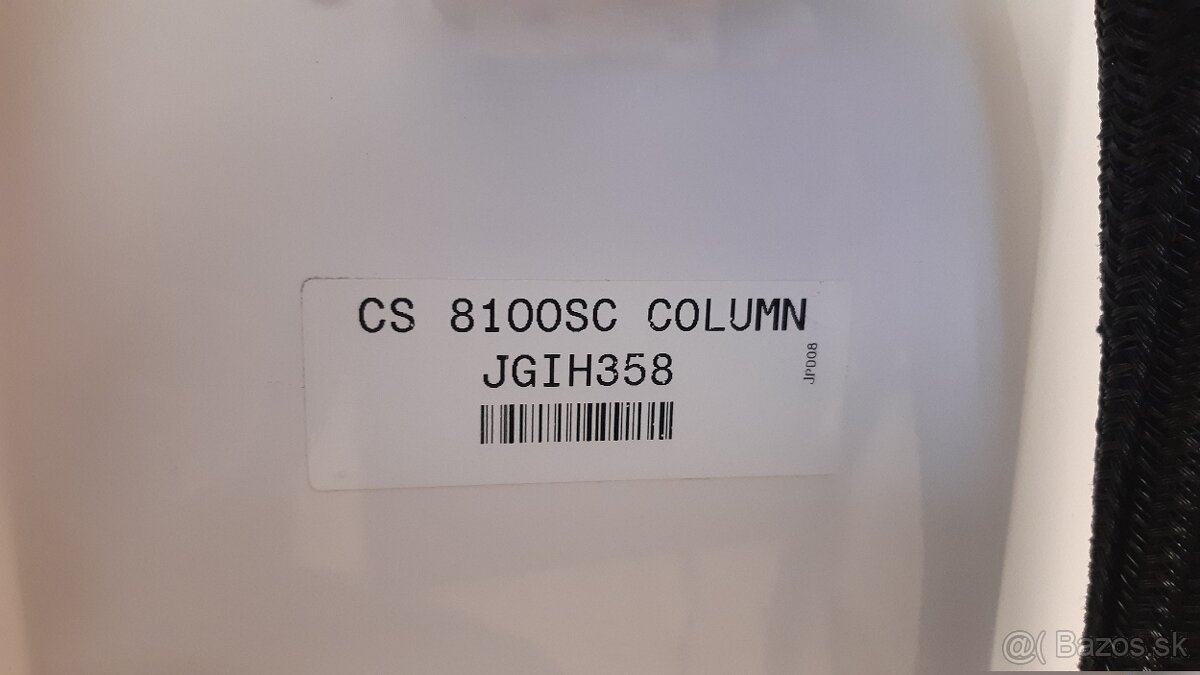 CS 8100SC COLUMN
JGIH358
JPD08
@( Bazos.sk